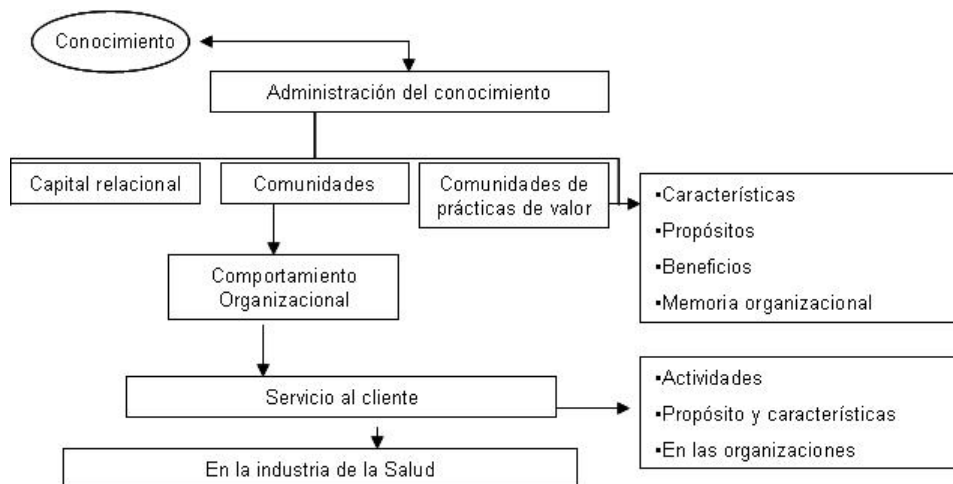 Conocimiento
Administración del conocimiento
Capital relacional
Comunidades
Comunidades de
prácticas de valor
▪Características
▪Propósitos
▪Beneficios
▪Memoria organizacional
Comportamiento
Organizacional
Servicio al cliente
▪Actividades
▪Propósito y características
▪En las organizaciones
En la industria de la Salud